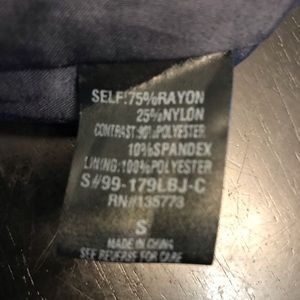 SELF:75%RAYON
25%NYLON
CONTRAST:90%POLYESTER
10%SPANDEX
LINING:100%POLYESTER
S#99-179LBJ-C
RN#135773
S
MADE IN CHINA
SEE REVERSE FOR CARE